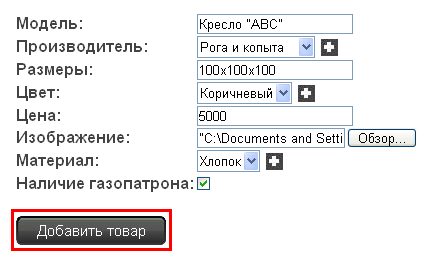 Модель: Кресло "АВС"
Производитель: Рога и копыта
Размеры: 100x100x100
Цвет: Коричневый
Цена: 5000
Изображение: "C:\Documents and Setti Обзор...
Материал: Хлопок
Наличие газопатрона:
Добавить товар